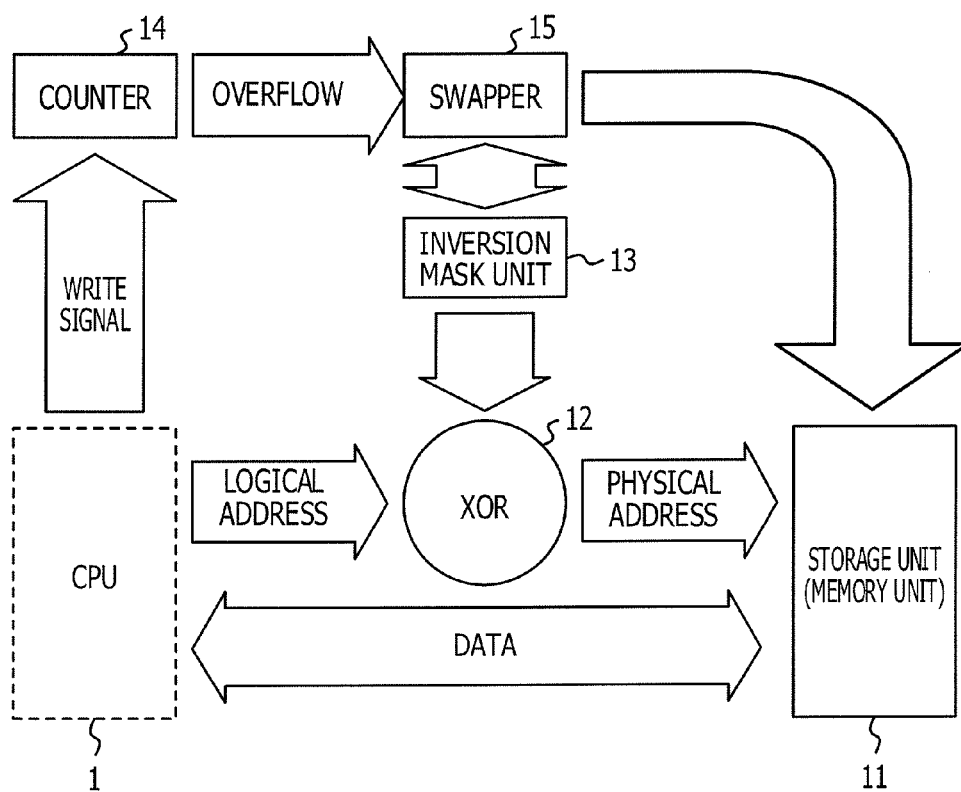 14
15
COUNTER
OVERFLOW
SWAPPER
INVERSION
MASK UNIT
13
WRITE
SIGNAL
12
LOGICAL
ADDRESS
XOR
PHYSICAL
ADDRESS
CPU
STORAGE UNIT
(MEMORY UNIT)
DATA
1
11